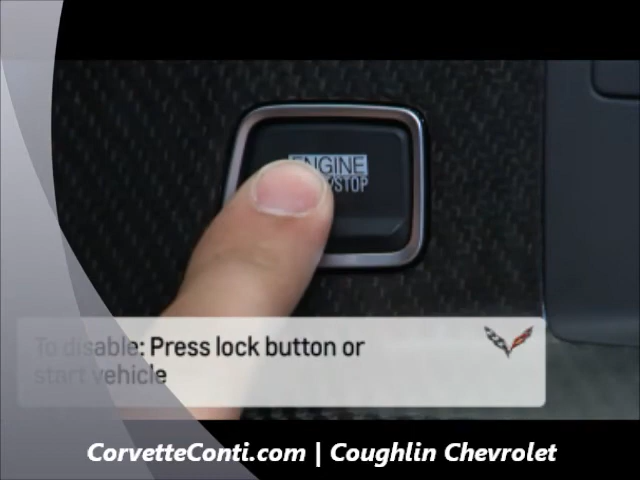 ENGINE
/STOP
To disable: Press lock button or
start vehicle
CorvetteConti.com | Coughlin Chevrolet